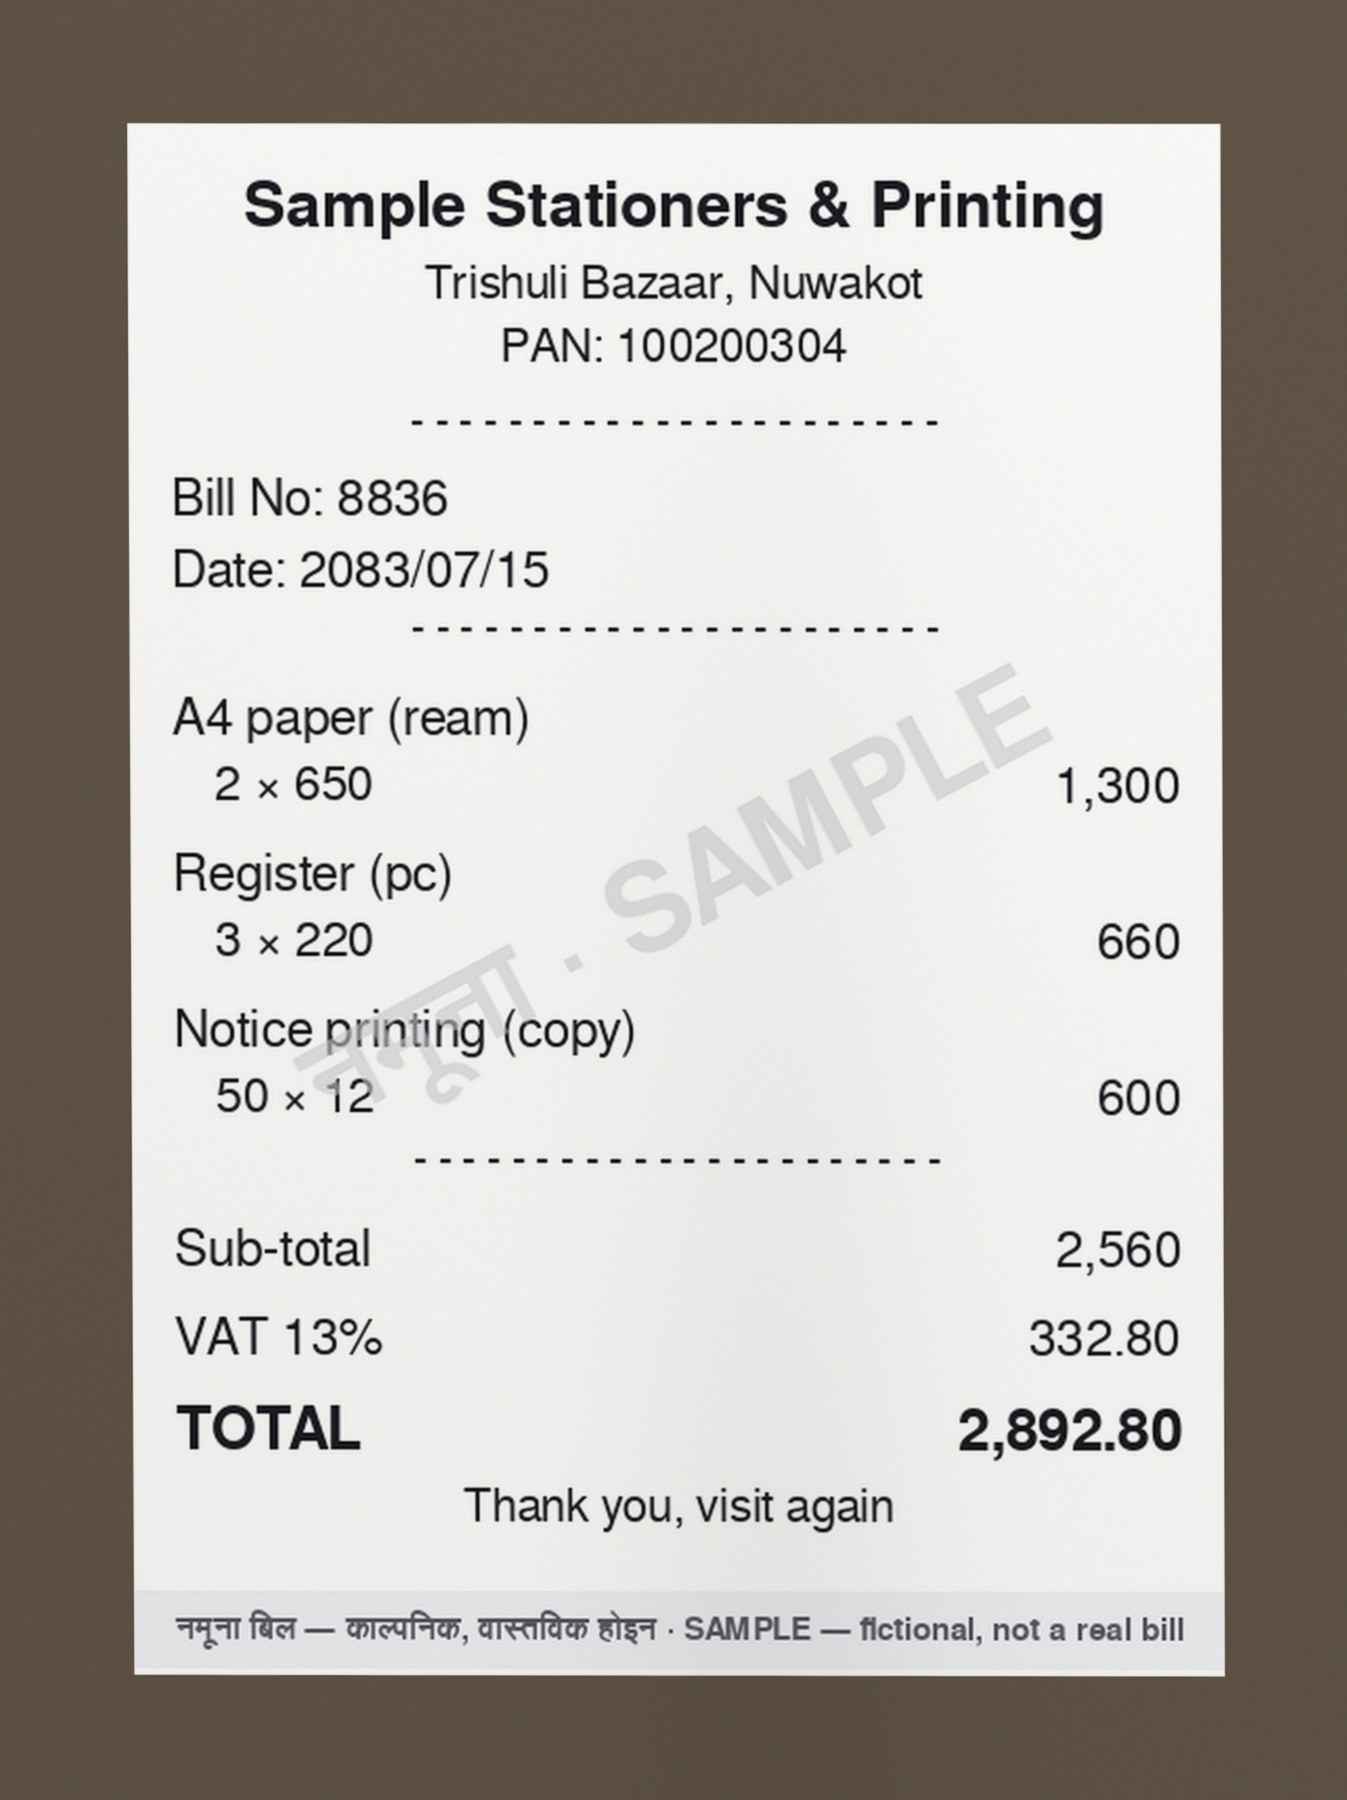 Sample Stationers & Printing
Trishuli Bazaar, Nuwakot
PAN: 100200304
- - - - - - - - - - - - - - - - - - - - - -
Bill No: 8836
Date: 2083/07/15
- - - - - - - - - - - - - - - - - - - - - -
A4 paper (ream)
2 × 650 1,300
Register (pc)
3 × 220 660
Notice printing (copy)
50 × 12 600
नमूना · SAMPLE
- - - - - - - - - - - - - - - - - - - - - -
Sub-total 2,560
VAT 13% 332.80
TOTAL 2,892.80
Thank you, visit again
नमूना बिल — काल्पनिक, वास्तविक होइन · SAMPLE — fictional, not a real bill